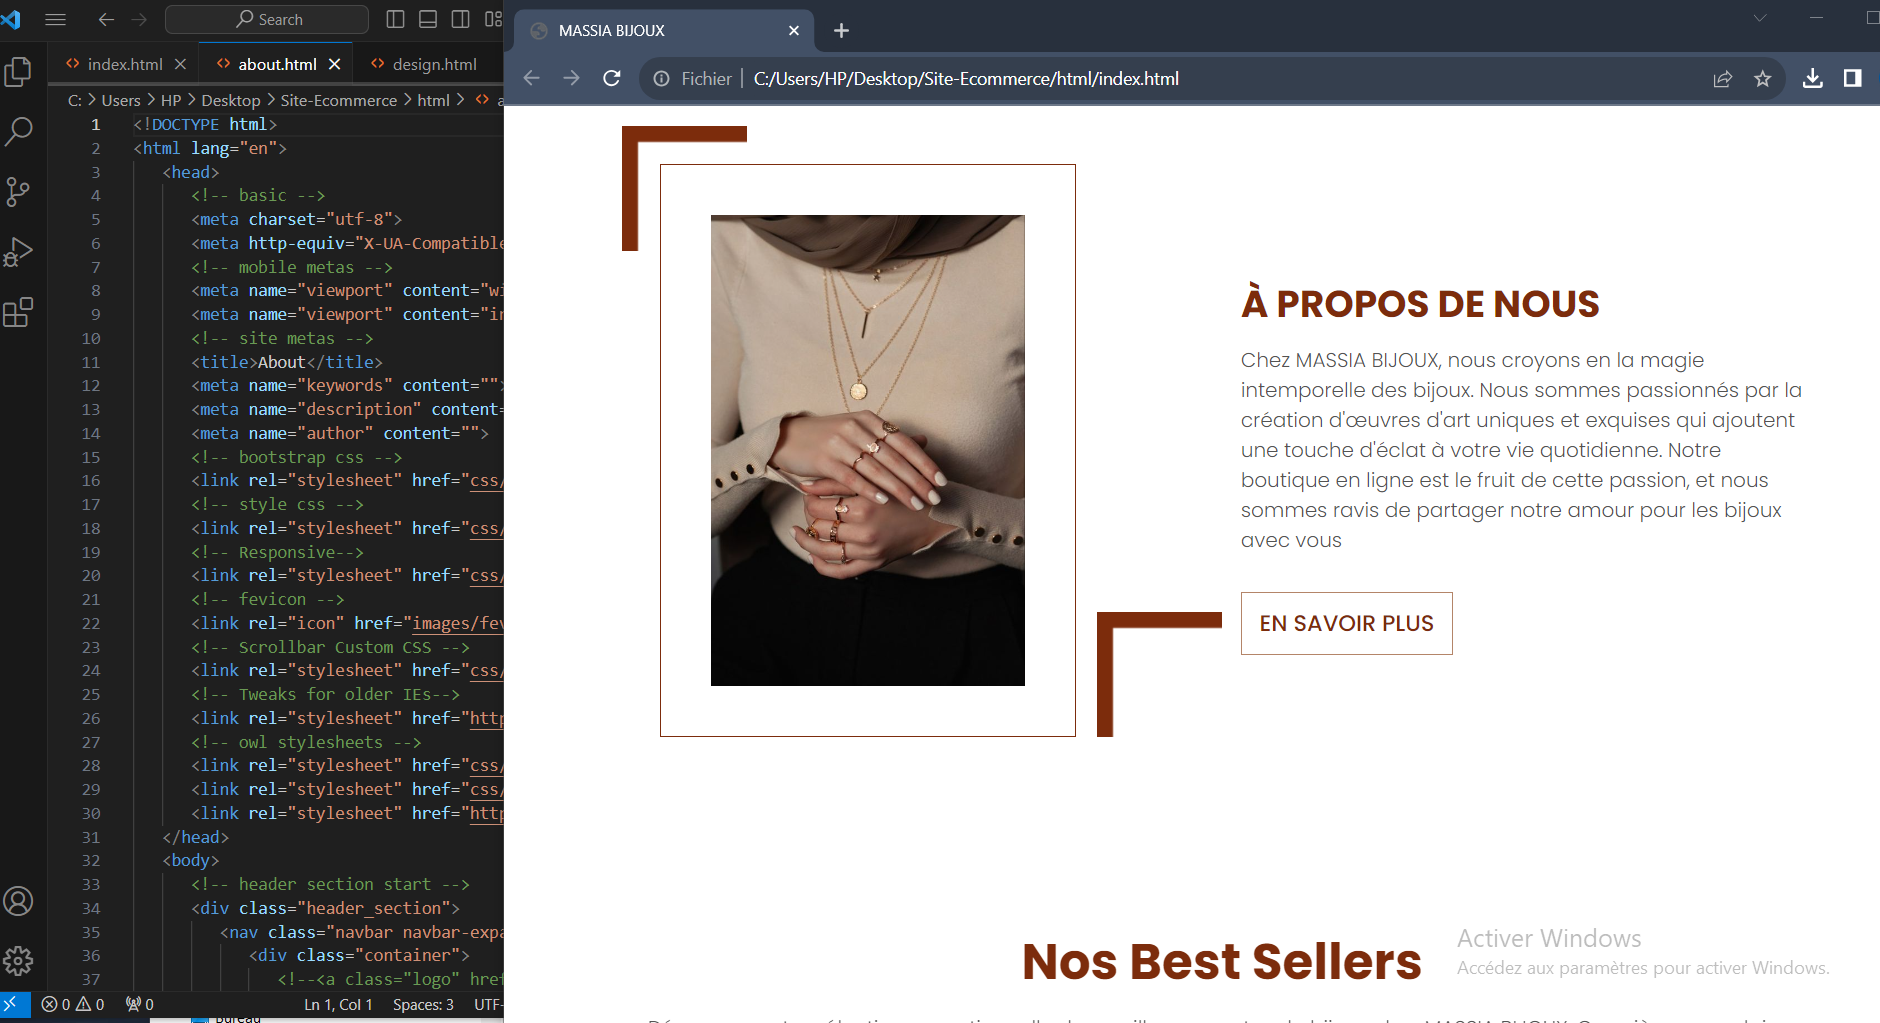 Search
index.html
about.html
design.html
C: > Users > HP > Desktop > Site-Ecommerce > html >
1 <!DOCTYPE html>
2 <html lang="en">
3 <head>
4 <!-- basic -->
5 <meta charset="utf-8">
6 <meta http-equiv="X-UA-Compatible
7 <!-- mobile metas -->
8 <meta name="viewport" content="wi
9 <meta name="viewport" content="in
10 <!-- site metas -->
11 <title>About</title>
12 <meta name="keywords" content="">
13 <meta name="description" content=
14 <meta name="author" content="">
15 <!-- bootstrap css -->
16 <link rel="stylesheet" href="css/
17 <!-- style css -->
18 <link rel="stylesheet" href="css/
19 <!-- Responsive-->
20 <link rel="stylesheet" href="css/
21 <!-- fevicon -->
22 <link rel="icon" href="images/fev
23 <!-- Scrollbar Custom CSS -->
24 <link rel="stylesheet" href="css/
25 <!-- Tweaks for older IEs-->
26 <link rel="stylesheet" href="http
27 <!-- owl stylesheets -->
28 <link rel="stylesheet" href="css/
29 <link rel="stylesheet" href="css/
30 <link rel="stylesheet" href="http
31 </head>
32 <body>
33 <!-- header section start -->
34 <div class="header_section">
35 <nav class="navbar navbar-expa
36 <div class="container">
37 <!--<a class="logo" href
0 0 0 Ln 1, Col 1 Spaces: 3 UTF-
Bureau
MASSIA BIJOUX
Fichier | C:/Users/HP/Desktop/Site-Ecommerce/html/index.html
À PROPOS DE NOUS
Chez MASSIA BIJOUX, nous croyons en la magie
intemporelle des bijoux. Nous sommes passionnés par la
création d'œuvres d'art uniques et exquises qui ajoutent
une touche d'éclat à votre vie quotidienne. Notre
boutique en ligne est le fruit de cette passion, et nous
sommes ravis de partager notre amour pour les bijoux
avec vous
EN SAVOIR PLUS
Nos Best Sellers
Activer Windows
Accédez aux paramètres pour activer Windows.